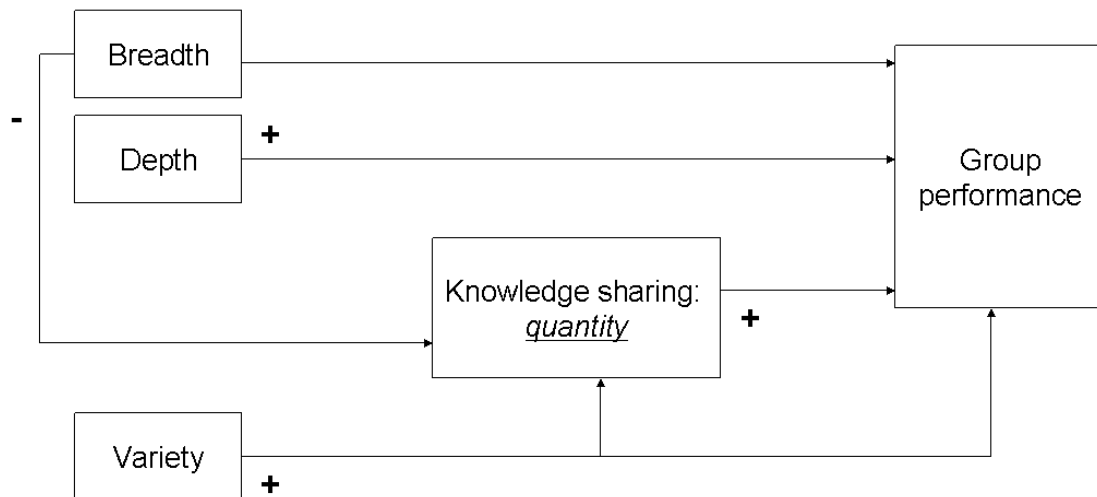 Breadth
-
Depth
+
Group
performance
Knowledge sharing:
quantity
+
Variety
+